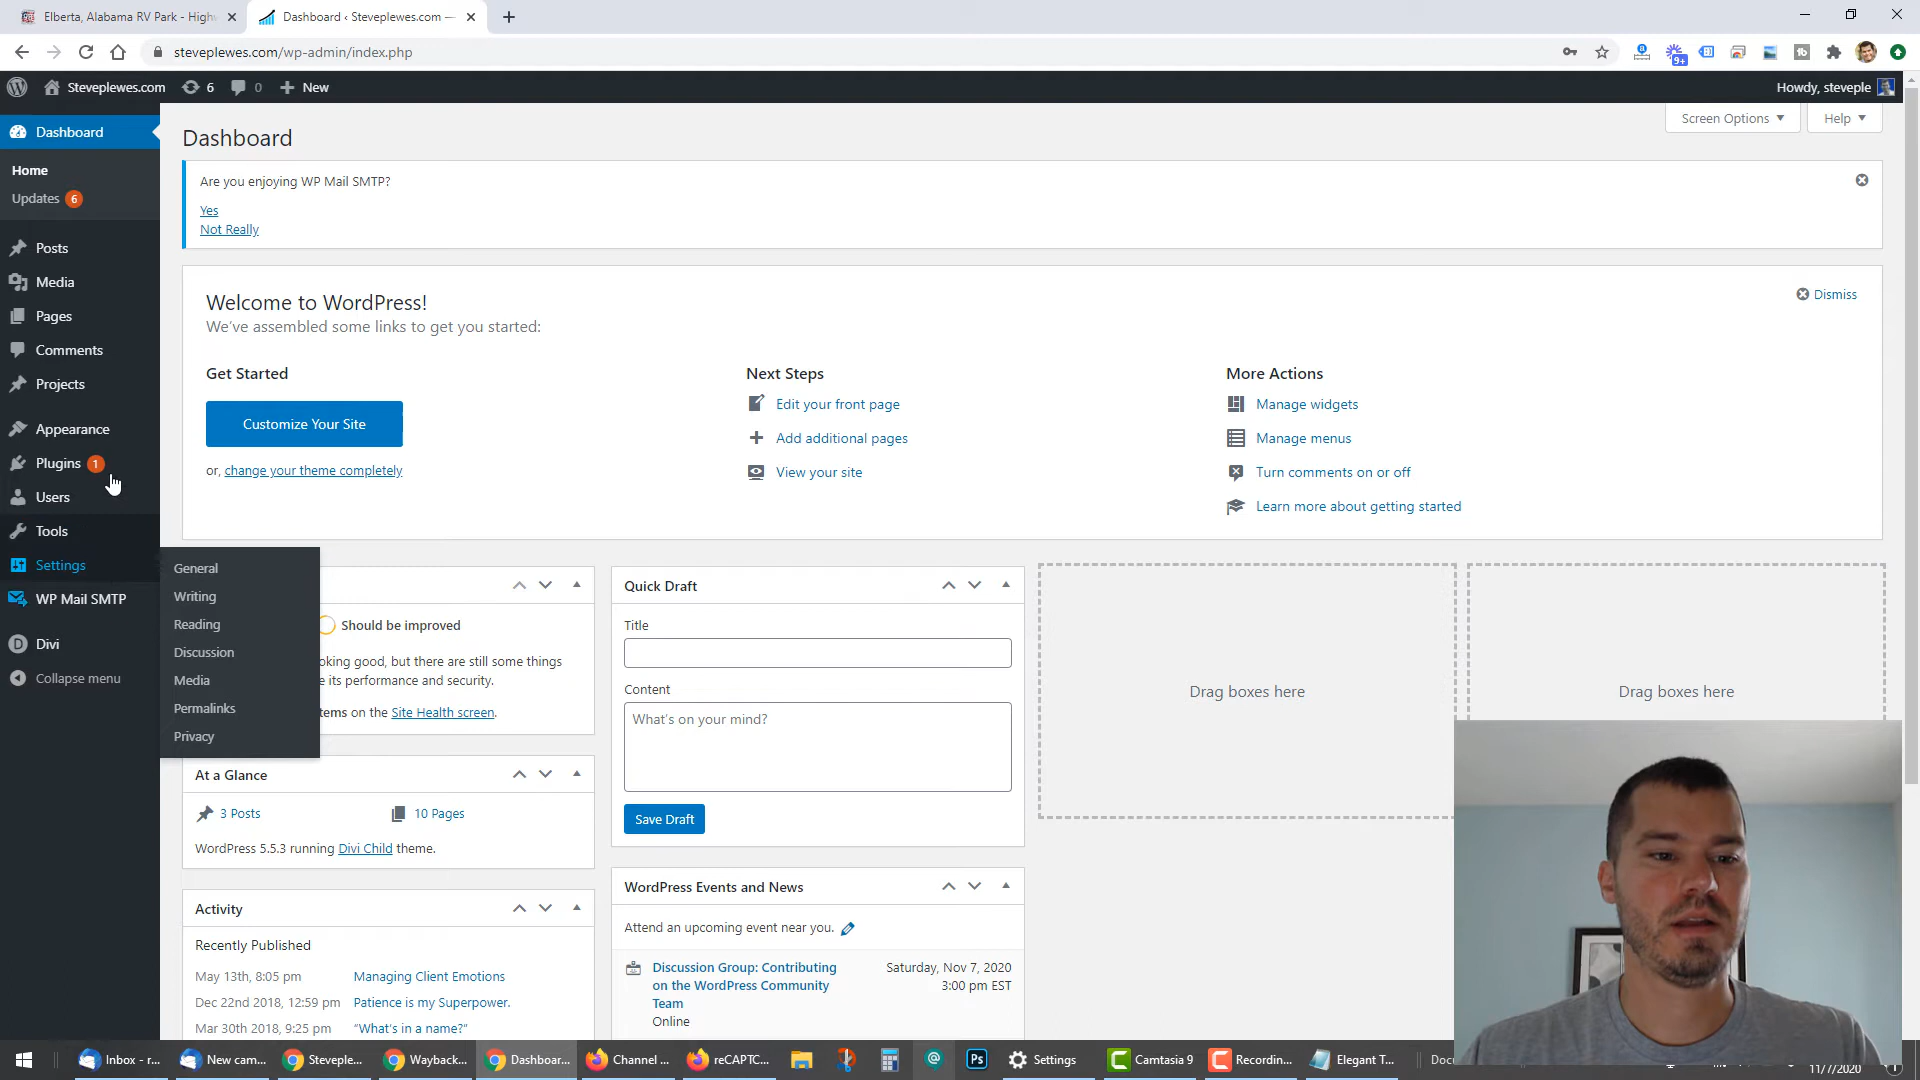 Elberta, Alabama RV Park - High
Dashboard ‹ Steveplewes.com —
steveplewes.com/wp-admin/index.php
9+
Steveplewes.com 6 0 New
Howdy, steveple
Dashboard
Home
Updates 6
Posts
Media
Pages
Comments
Projects
Appearance
Plugins 1
Users
Tools
Settings
WP Mail SMTP
Divi
Collapse menu
General
Writing
Reading
Discussion
Media
Permalinks
Privacy
Screen Options
Help
Dashboard
Are you enjoying WP Mail SMTP?
Yes
Not Really
Welcome to WordPress!
We've assembled some links to get you started:
Dismiss
Get Started
Customize Your Site
or, change your theme completely
Next Steps
Edit your front page
Add additional pages
View your site
More Actions
Manage widgets
Manage menus
Turn comments on or off
Learn more about getting started
Should be improved
oking good, but there are still some things
e its performance and security.
tems on the Site Health screen.
At a Glance
3 Posts
10 Pages
WordPress 5.5.3 running Divi Child theme.
Activity
Recently Published
May 13th, 8:05 pm Managing Client Emotions
Dec 22nd 2018, 12:59 pm Patience is my Superpower.
Mar 30th 2018, 9:25 pm "What's in a name?"
Quick Draft
Title
Content
What's on your mind?
Save Draft
WordPress Events and News
Attend an upcoming event near you.
Discussion Group: Contributing
on the WordPress Community
Team
Online
Saturday, Nov 7, 2020
3:00 pm EST
Drag boxes here
Drag boxes here
Inbox - r...
New cam...
Steveple...
Wayback...
Dashboar...
Channel ...
reCAPTC...
Ps
Settings
Camtasia 9
Recordin...
Elegant T...
11/7/2020